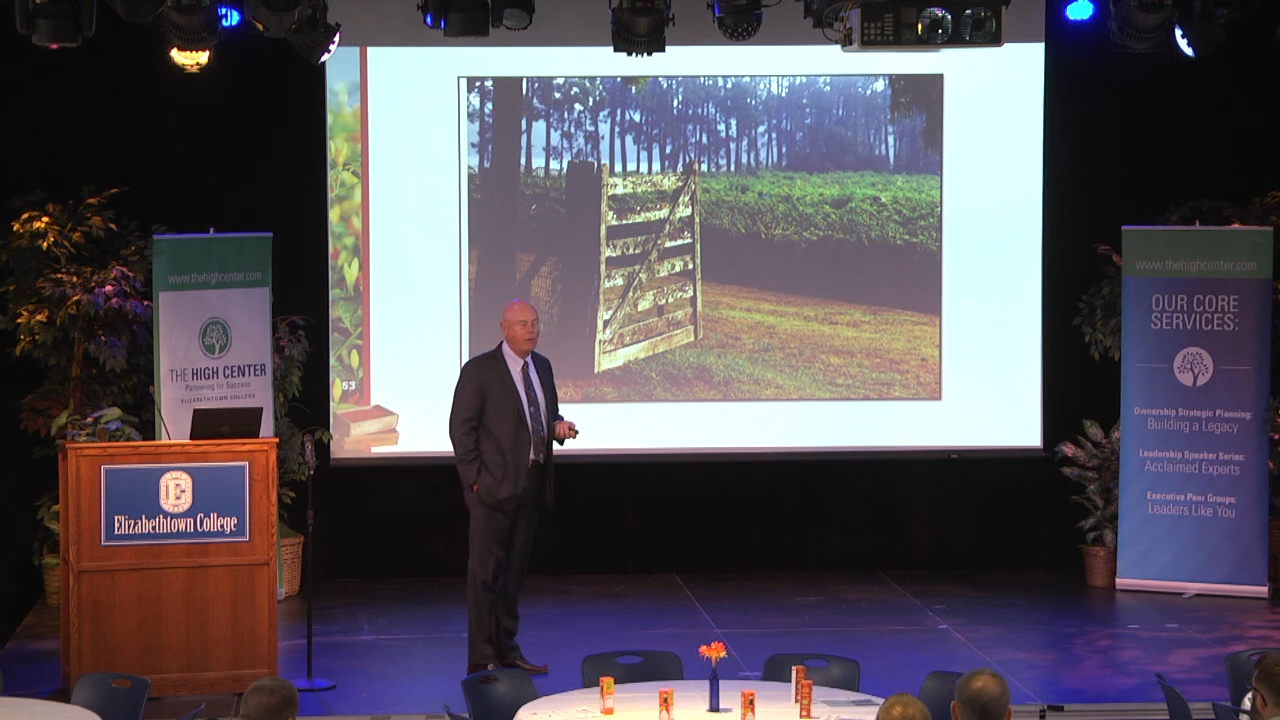 www.thehighcenter.com
THE HIGH CENTER
Partnering for Success
ELIZABETHTOWN COLLEGE
E
Elizabethtown College
53
www.thehighcenter.com
OUR CORE
SERVICES:
Ownership Strategic Planning:
Building a Legacy
Leadership Speaker Series:
Acclaimed Experts
Executive Peer Groups:
Leaders Like You